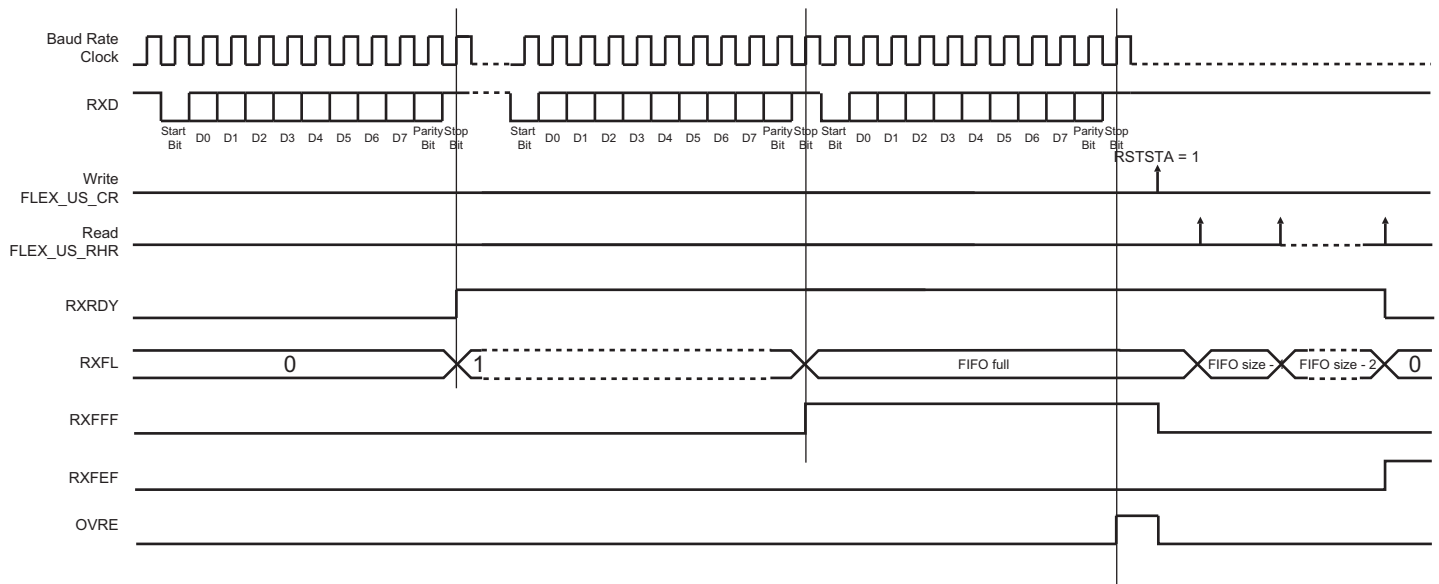 Baud Rate
Clock
RXD
Start
Bit
D0 D1 D2 D3 D4 D5 D6 D7
Parity
Bit
Stop
Bit
Start
Bit
D0 D1 D2 D3 D4 D5 D6 D7
Parity
Bit
Stop
Bit
Start
Bit
D0 D1 D2 D3 D4 D5 D6 D7
Parity
Bit
Stop
Bit
RSTSTA = 1
Write
FLEX_US_CR
Read
FLEX_US_RHR
RXRDY
RXFL
0 1 FIFO full FIFO size - FIFO size - 2 0
RXFFF
RXFEF
OVRE